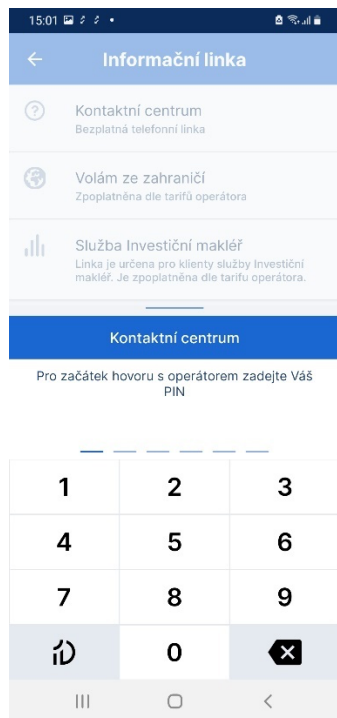 15:01
Informační linka
Kontaktní centrum
Bezplatná telefonní linka
Volám ze zahraničí
Zpoplatněna dle tarifů operátora
Služba Investiční makléř
Linka je určena pro klienty služby Investiční
makléř. Je zpoplatněna dle tarifu operátora.
Kontaktní centrum
Pro začátek hovoru s operátorem zadejte Váš
PIN
1 2 3
4 5 6
7 8 9
0